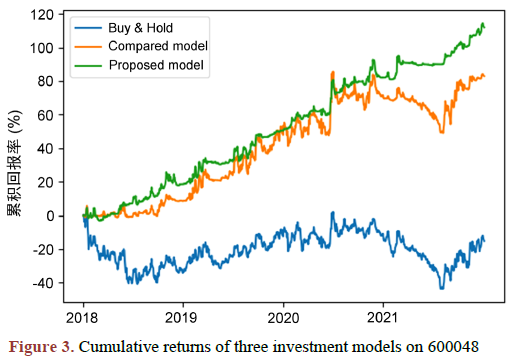 120
100
80
60
40
20
0
-20
-40
累积回报率 (%)
Buy & Hold
Compared model
Proposed model
2018 2019 2020 2021
Figure 3. Cumulative returns of three investment models on 600048